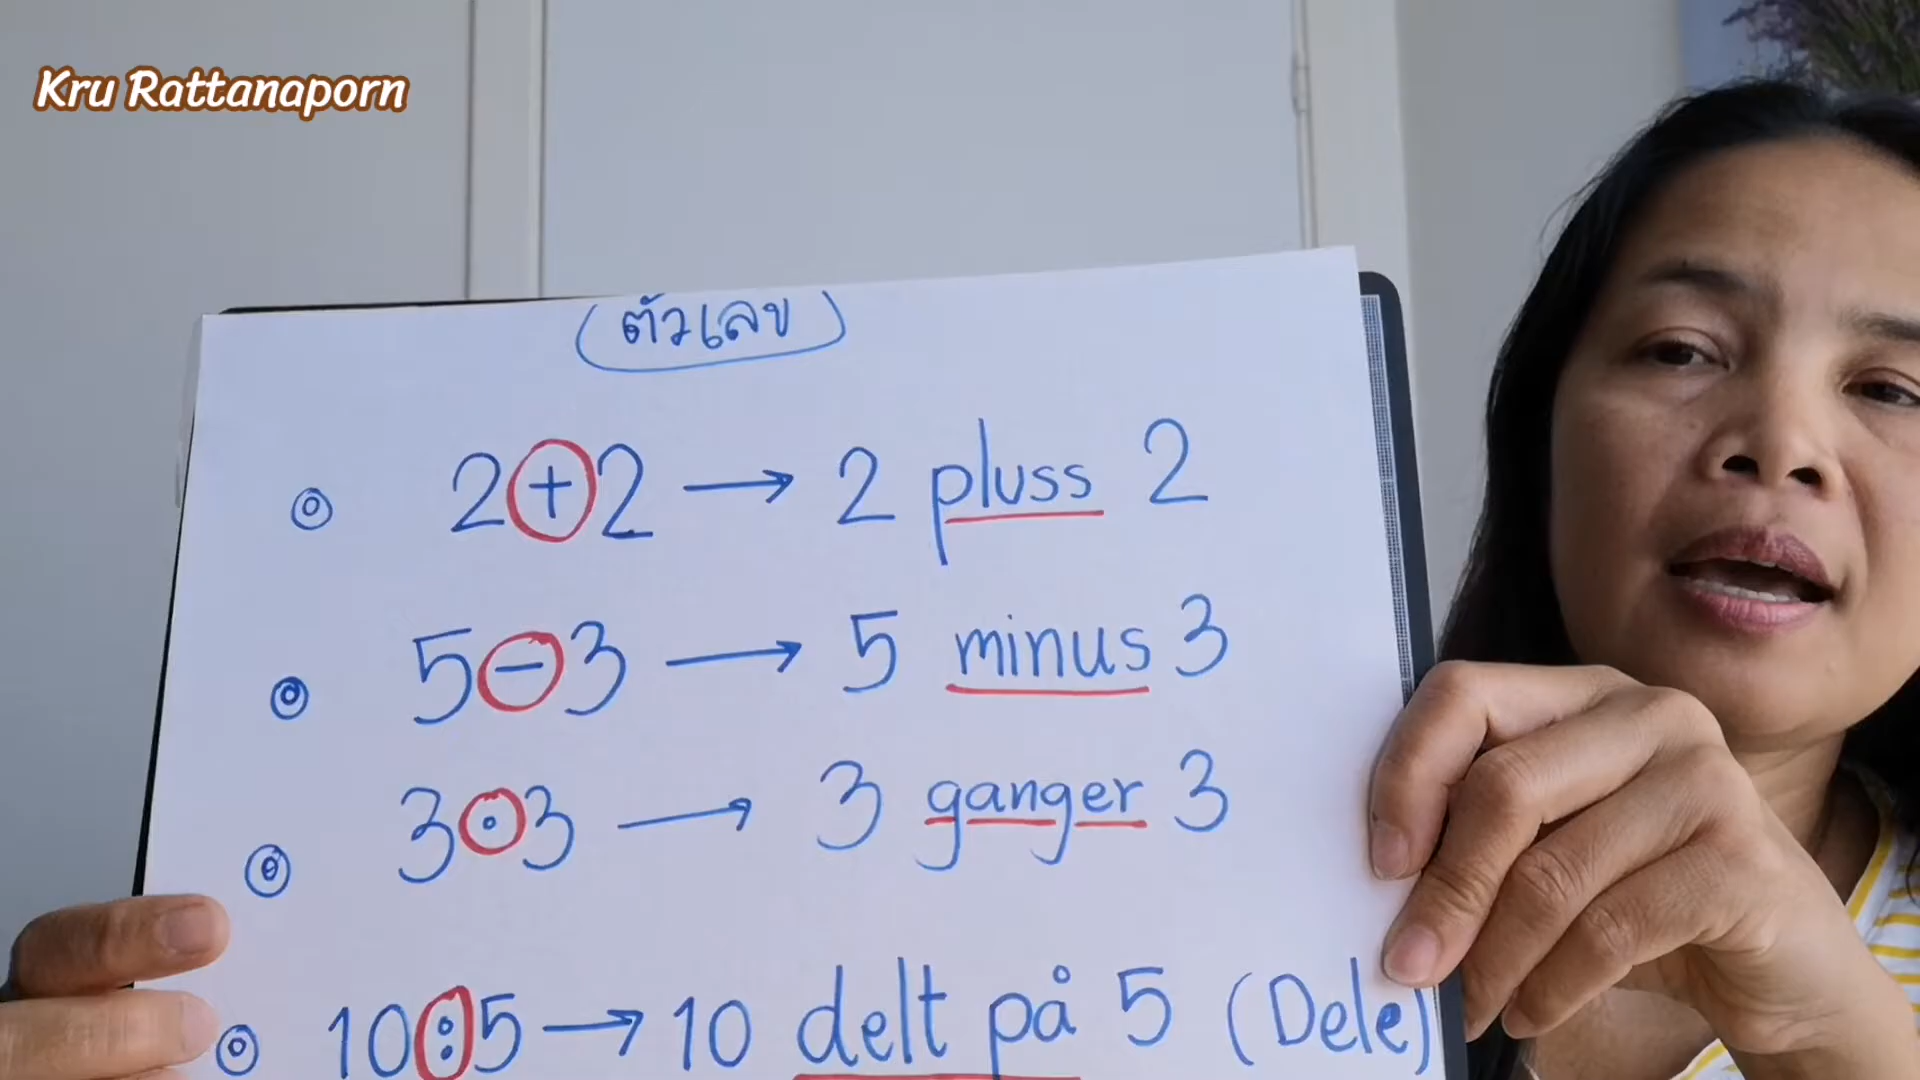 Kru Rattanaporn
(ตัวเลข)
2+2 → 2 pluss 2
5-3 → 5 minus 3
3·3 → 3 ganger 3
10:5 → 10 delt på 5 (Dele)